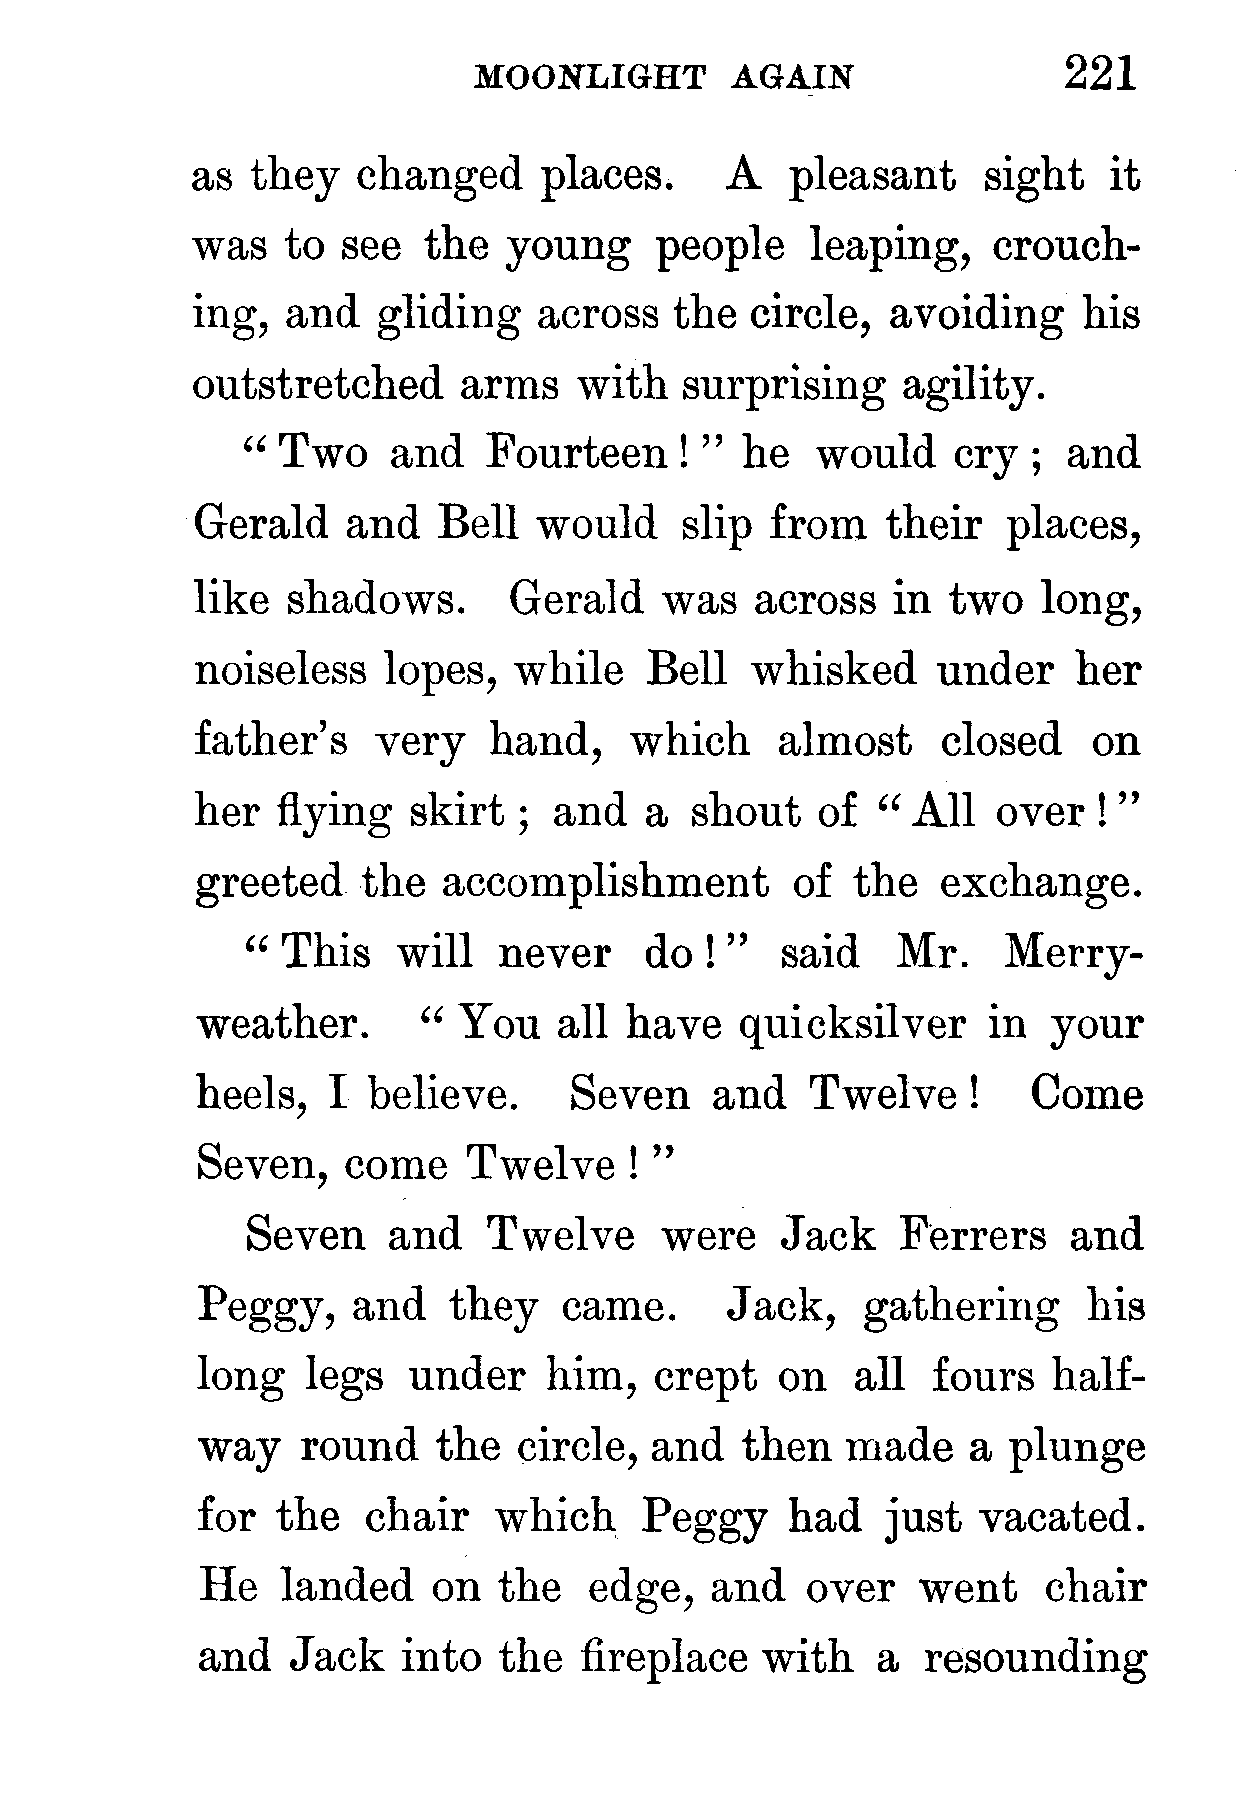 MOONLIGHT AGAIN 221
as they changed places. A pleasant sight it
was to see the young people leaping, crouch-
ing, and gliding across the circle, avoiding his
outstretched arms with surprising agility.
“ Two and Fourteen ! ” he would cry ; and
Gerald and Bell would slip from their places,
like shadows. Gerald was across in two long,
noiseless lopes, while Bell whisked under her
father’s very hand, which almost closed on
her flying skirt ; and a shout of “ All over ! ”
greeted the accomplishment of the exchange.
“ This will never do ! ” said Mr. Merry-
weather. “ You all have quicksilver in your
heels, I believe. Seven and Twelve ! Come
Seven, come Twelve ! ”
Seven and Twelve were Jack Ferrers and
Peggy, and they came. Jack, gathering his
long legs under him, crept on all fours half-
way round the circle, and then made a plunge
for the chair which Peggy had just vacated.
He landed on the edge, and over went chair
and Jack into the fireplace with a resounding